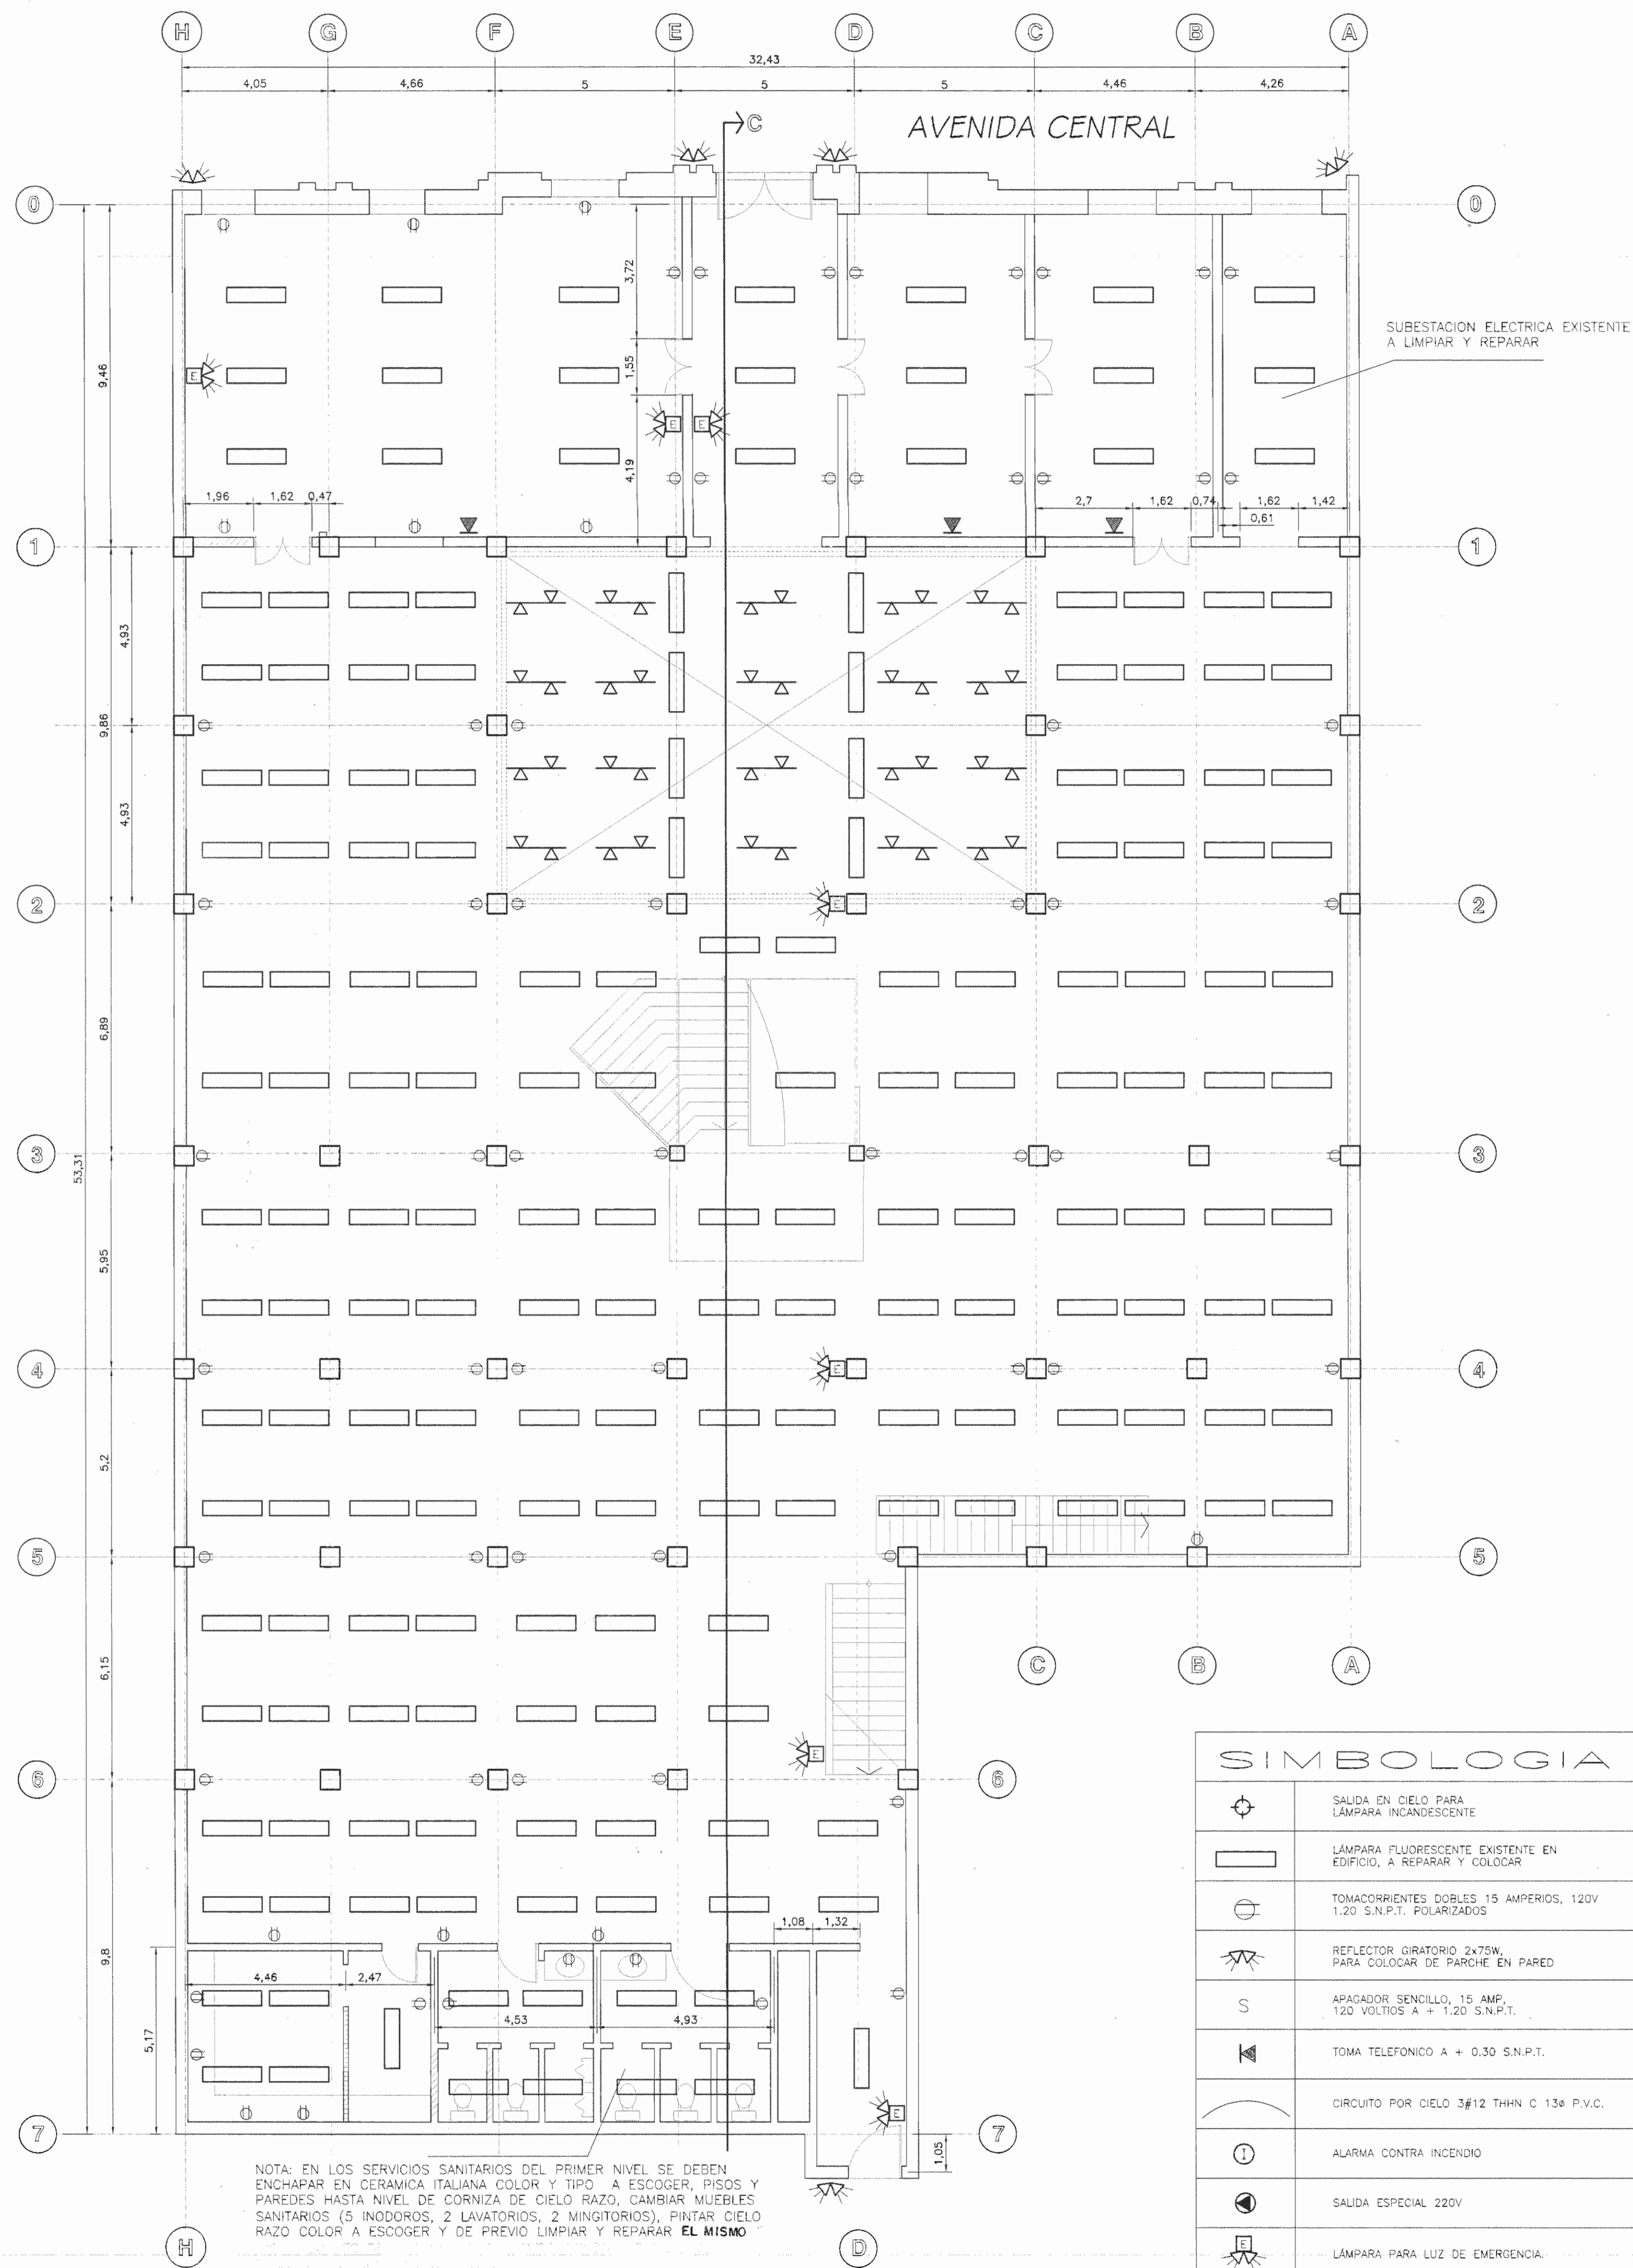 H G F E D C B A
32,43
4,05 4,66 5 5 5 4,46 4,26
C
AVENIDA CENTRAL
0 0
3,72
SUBESTACION ELECTRICA EXISTENTE
A LIMPIAR Y REPARAR
9,46
1,55
E
E E
4,19
1,96 1,62 0,47
2,7 1,62 0,74 1,62 1,42
0,61
1 1
4,93
9,86
4,93
2 E 2
6,89
3 3
53,31
5,95
4 E 4
5,2
5 5
6,15
C B A
E
6 6
SIMBOLOGIA
SALIDA EN CIELO PARA
LÁMPARA INCANDESCENTE
LÁMPARA FLUORESCENTE EXISTENTE EN
EDIFICIO, A REPARAR Y COLOCAR
TOMACORRIENTES DOBLES 15 AMPERIOS, 120V
1.20 S.N.P.T. POLARIZADOS
REFLECTOR GIRATORIO 2x75W,
PARA COLOCAR DE PARCHE EN PARED
S
APAGADOR SENCILLO, 15 AMP,
120 VOLTIOS A + 1.20 S.N.P.T.
TOMA TELEFONICO A + 0.30 S.N.P.T.
CIRCUITO POR CIELO 3#12 THHN C 13ø P.V.C.
I
ALARMA CONTRA INCENDIO
SALIDA ESPECIAL 220V
E
LÁMPARA PARA LUZ DE EMERGENCIA.
9,8
1,08 1,32
4,46 2,47
4,53 4,93
5,17
E
7 7
1,05
NOTA: EN LOS SERVICIOS SANITARIOS DEL PRIMER NIVEL SE DEBEN
ENCHAPAR EN CERAMICA ITALIANA COLOR Y TIPO A ESCOGER, PISOS Y
PAREDES HASTA NIVEL DE CORNIZA DE CIELO RAZO, CAMBIAR MUEBLES
SANITARIOS (5 INODOROS, 2 LAVATORIOS, 2 MINGITORIOS), PINTAR CIELO
RAZO COLOR A ESCOGER Y DE PREVIO LIMPIAR Y REPARAR EL MISMO
H D